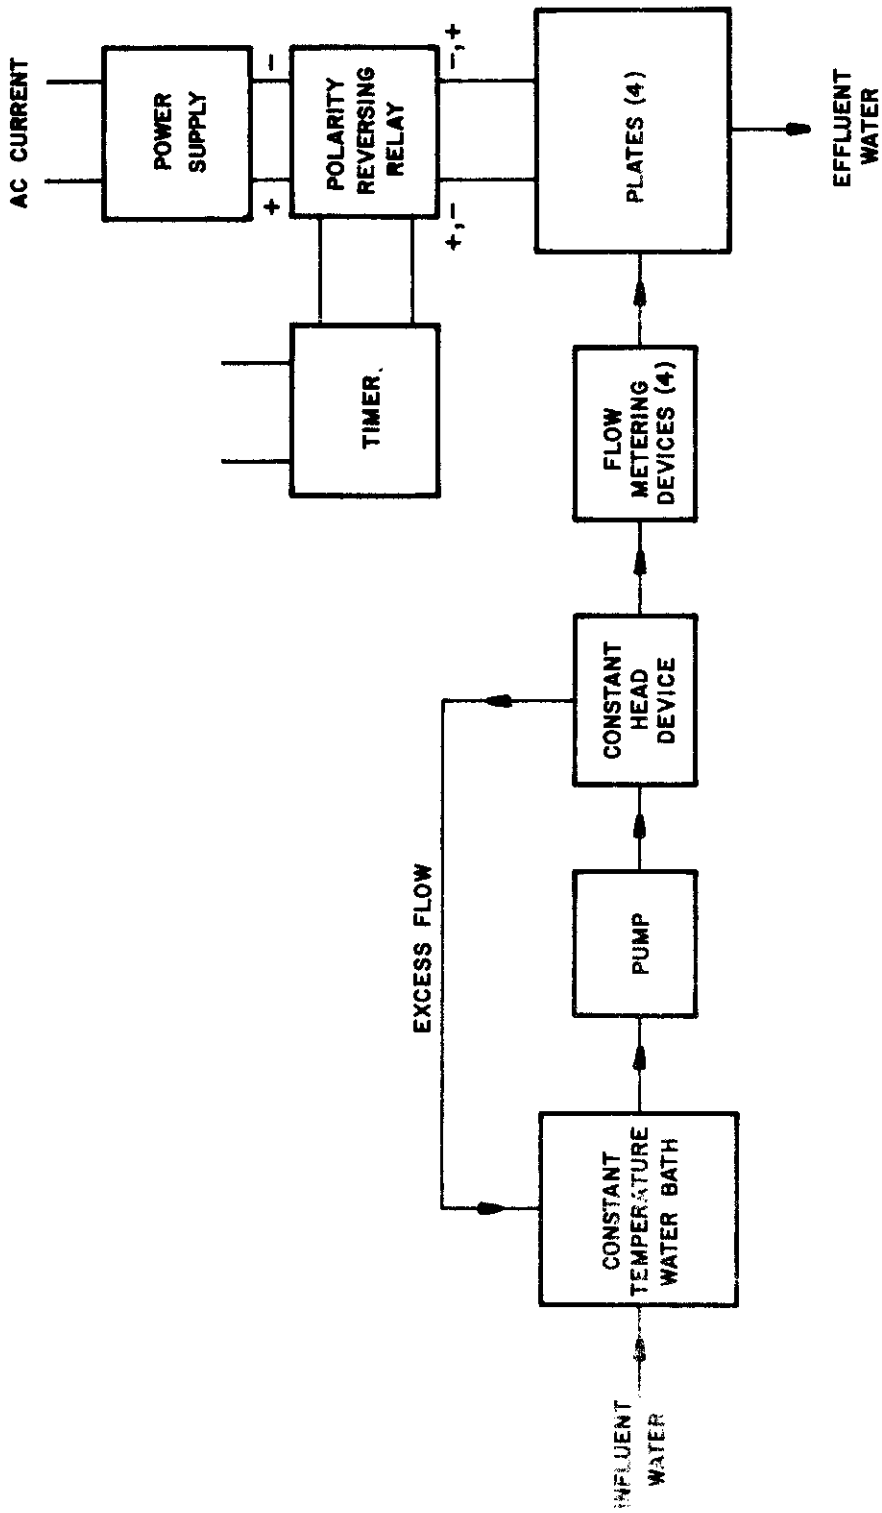 AC CURRENT
POWER
SUPPLY
-
+
POLARITY
REVERSING
RELAY
-,+
+,-
TIMER
PLATES (4)
EFFLUENT
WATER
FLOW
METERING
DEVICES (4)
CONSTANT
HEAD
DEVICE
EXCESS FLOW
PUMP
CONSTANT
TEMPERATURE
WATER BATH
INFLUENT
WATER